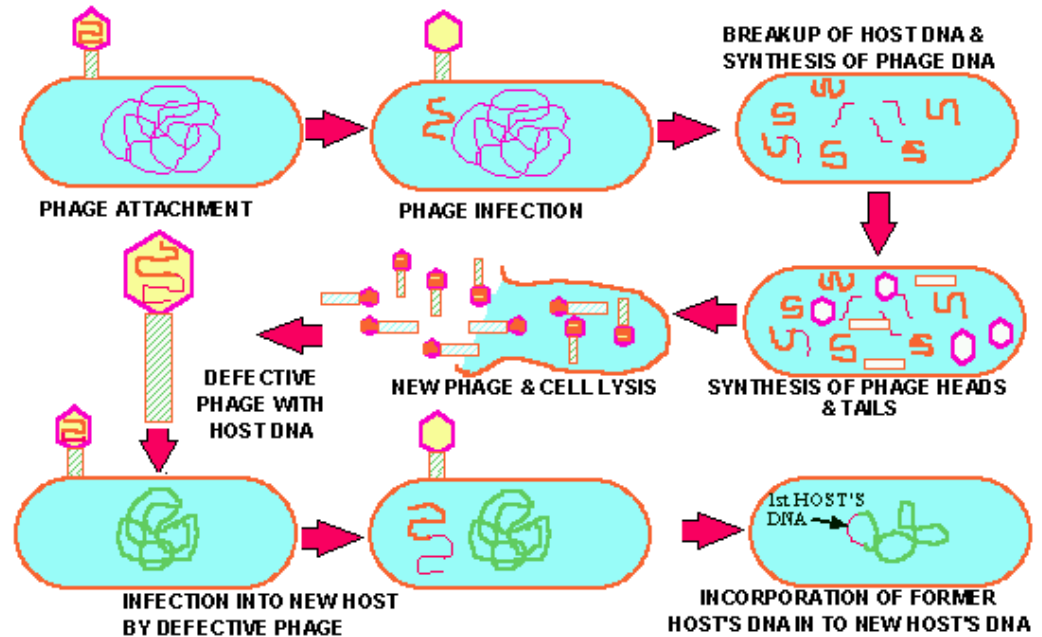 BREAKUP OF HOST DNA &
SYNTHESIS OF PHAGE DNA
PHAGE ATTACHMENT
PHAGE INFECTION
NEW PHAGE & CELL LYSIS
SYNTHESIS OF PHAGE HEADS
& TAILS
DEFECTIVE
PHAGE WITH
HOST DNA
1st HOST'S
DNA
INFECTION INTO NEW HOST
BY DEFECTIVE PHAGE
INCORPORATION OF FORMER
HOST'S DNA IN TO NEW HOST'S DNA